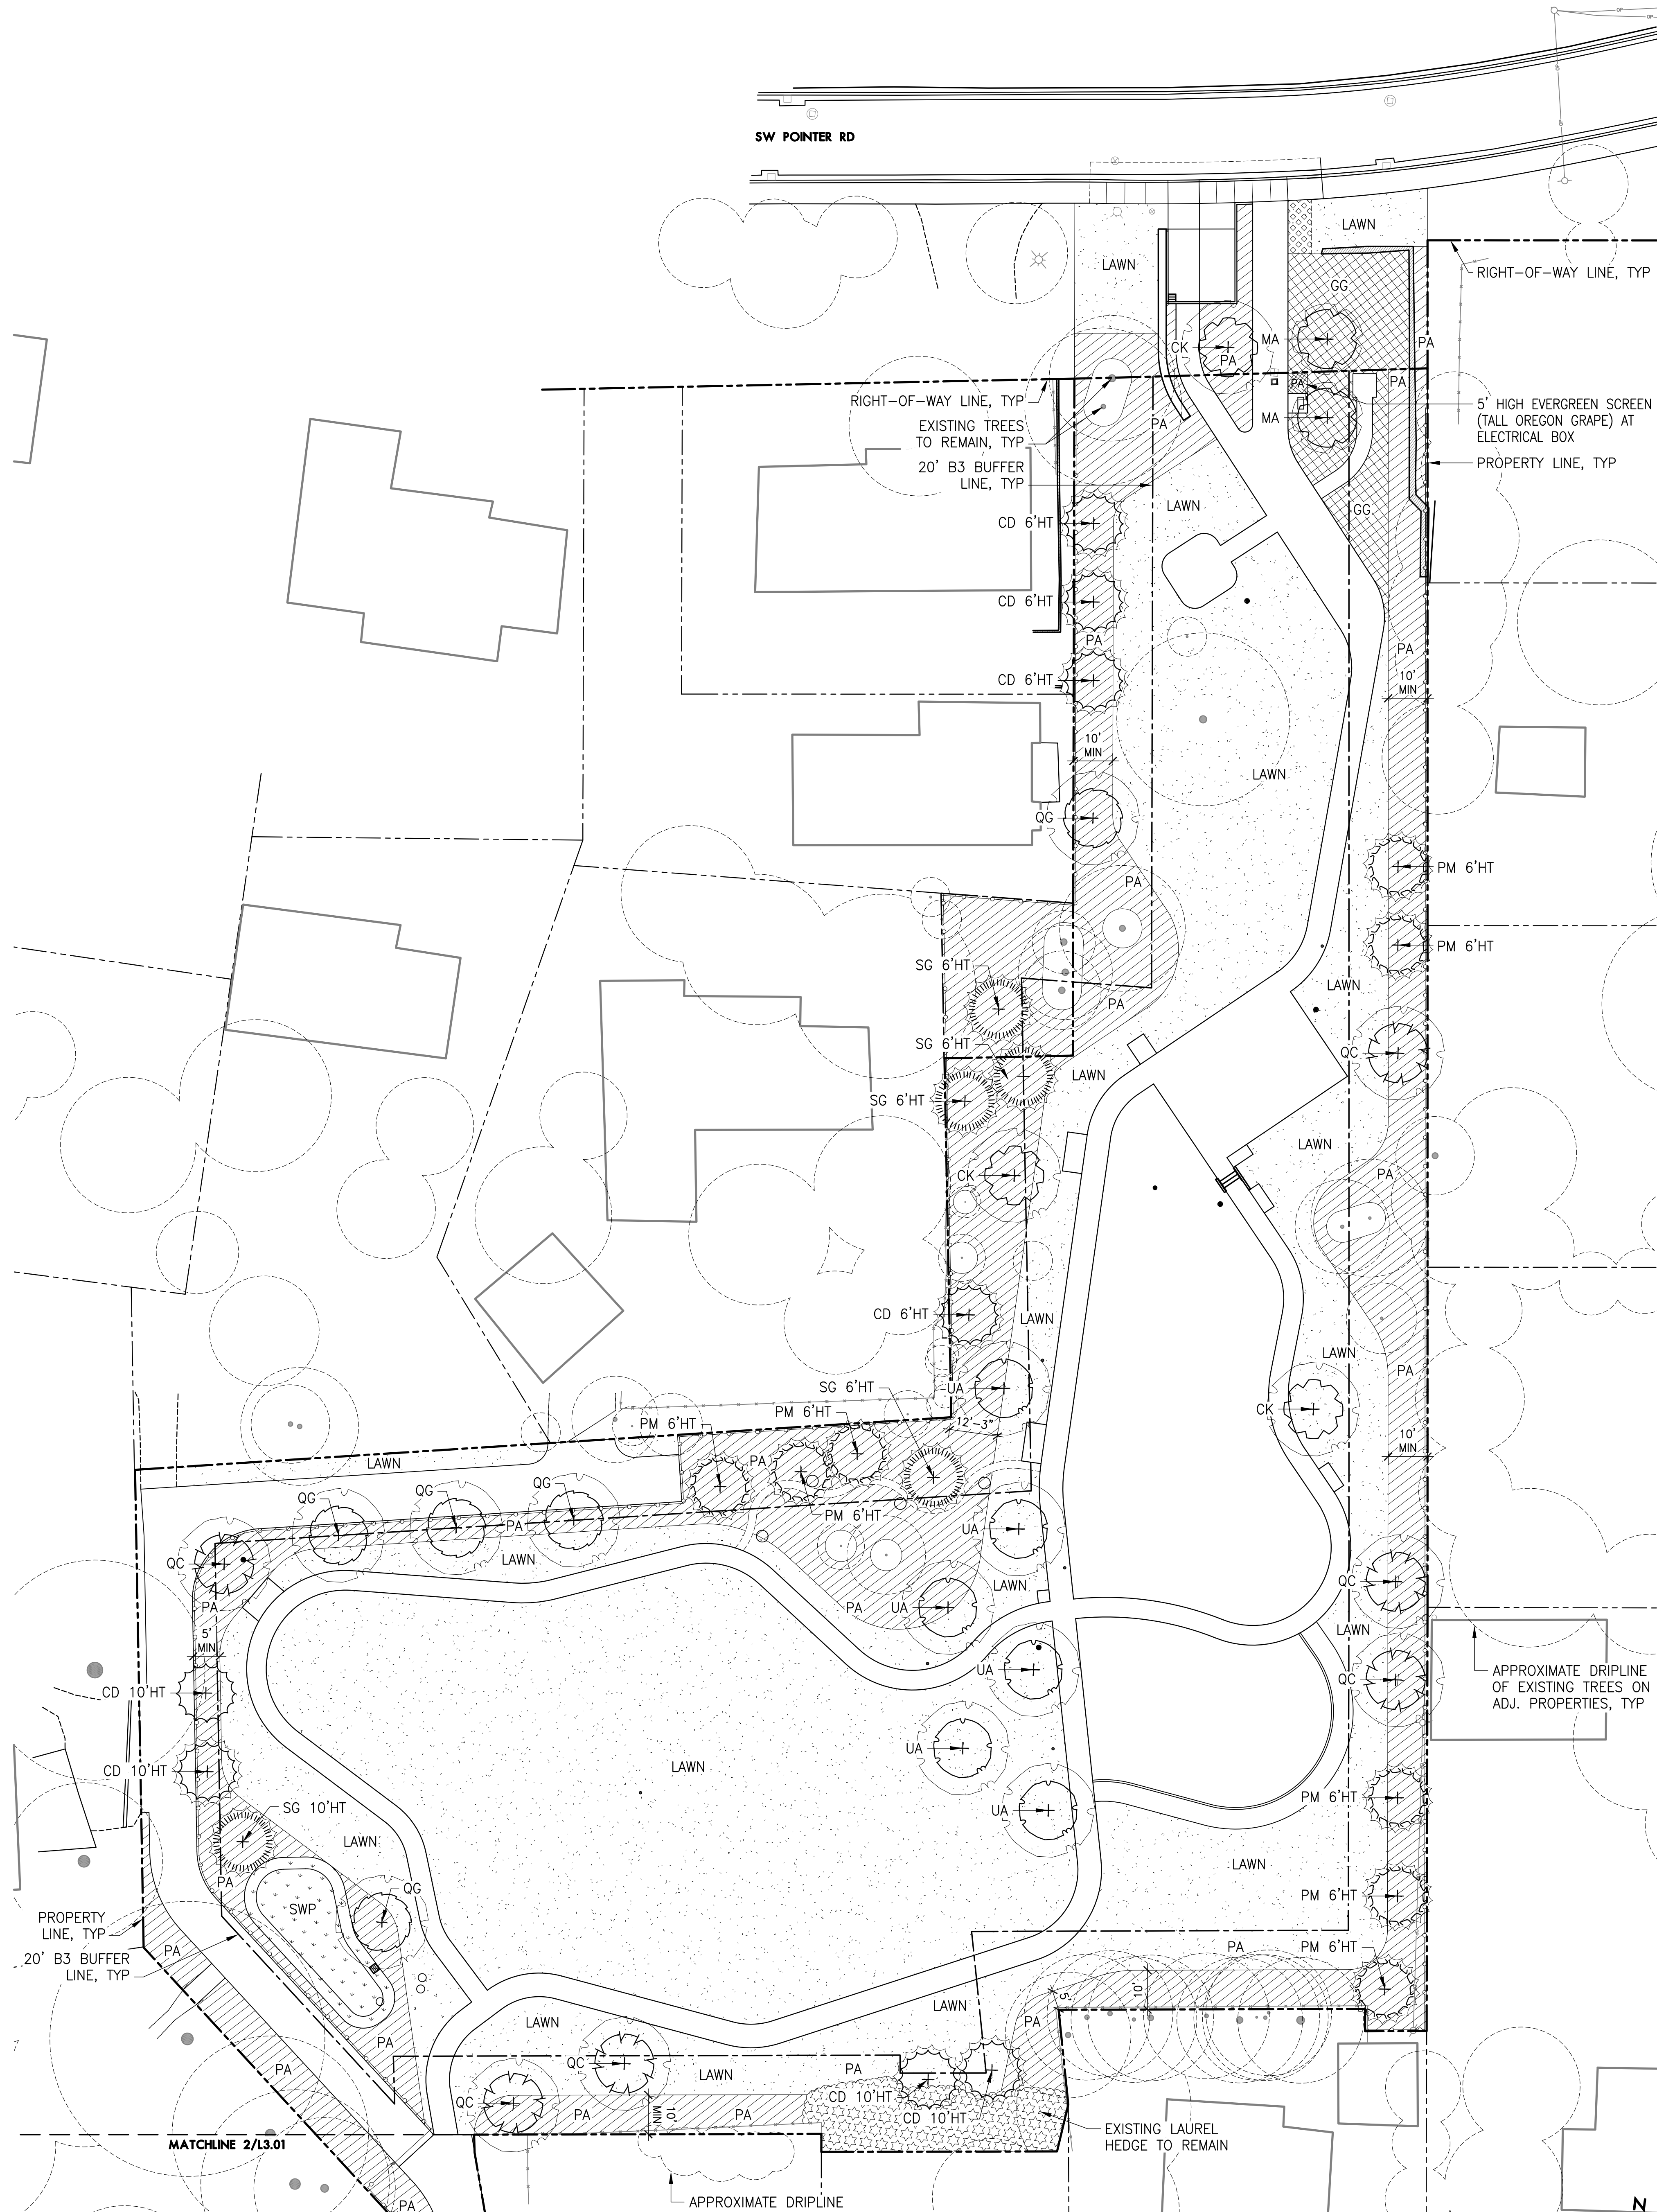 SW POINTER RD
LAWN
LAWN
RIGHT-OF-WAY LINE, TYP
GG
MA
CK
PA
PA
RIGHT-OF-WAY LINE, TYP
PA
PA
5' HIGH EVERGREEN SCREEN
(TALL OREGON GRAPE) AT
ELECTRICAL BOX
EXISTING TREES
TO REMAIN, TYP
PA
MA
20' B3 BUFFER
LINE, TYP
PROPERTY LINE, TYP
LAWN
GG
CD 6'HT
CD 6'HT
PA
PA
CD 6'HT
10'
MIN
10'
MIN
LAWN
QG
PM 6'HT
PA
PM 6'HT
SG 6'HT
LAWN
PA
SG 6'HT
QC
LAWN
SG 6'HT
LAWN
CK
PA
CD 6'HT
LAWN
LAWN
PA
SG 6'HT
UA
CK
PM 6'HT
PM 6'HT
12'-3"
10'
MIN
LAWN
PA
QG
QG
QG
PM 6'HT
PA
UA
LAWN
QC
LAWN
QC
PA
UA
PA
5'
MIN
LAWN
UA
QC
CD 10'HT
APPROXIMATE DRIPLINE
OF EXISTING TREES ON
ADJ. PROPERTIES, TYP
UA
CD 10'HT
LAWN
PM 6'HT
SG 10'HT
UA
LAWN
LAWN
PA
QG
PM 6'HT
SWP
PROPERTY
LINE, TYP
PA
20' B3 BUFFER
LINE, TYP
PA
PM 6'HT
5'
10'
LAWN
LAWN
PA
PA
QC
PA
LAWN
PA
CD 10'HT
QC
PA
10'
MIN
PA
CD 10'HT
EXISTING LAUREL
HEDGE TO REMAIN
MATCHLINE 2/L3.01
APPROXIMATE DRIPLINE
PA
N